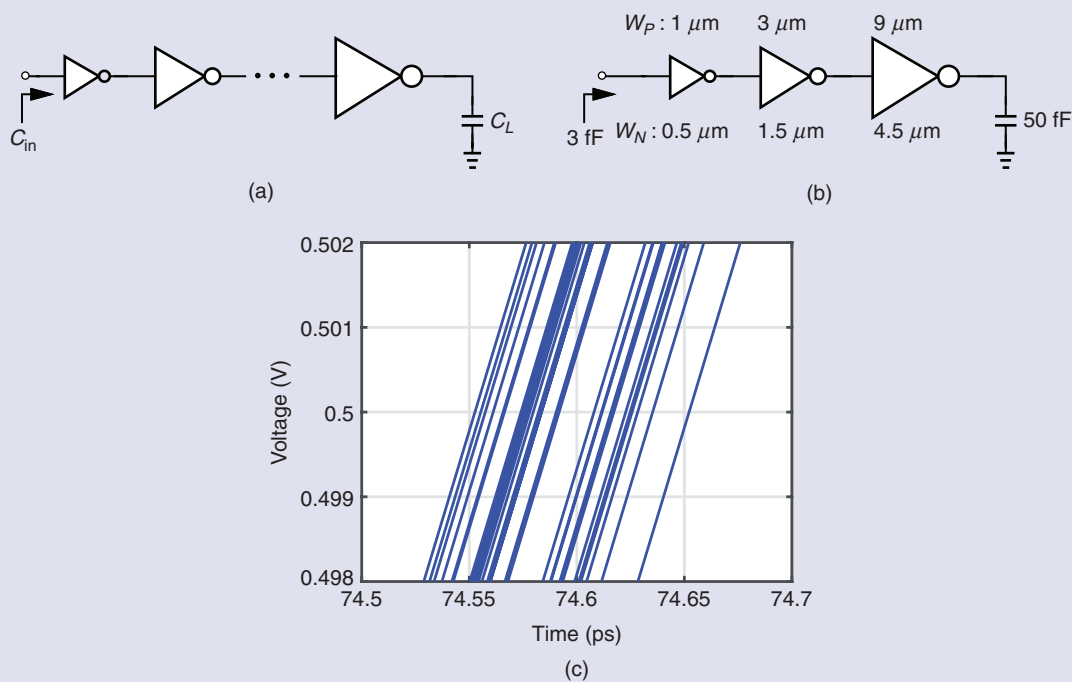 W_P : 1 μm 3 μm 9 μm
C_in
C_L
3 fF
W_N : 0.5 μm 1.5 μm 4.5 μm
50 fF
(a)
(b)
Voltage (V)
0.502
0.501
0.5
0.499
0.498
74.5 74.55 74.6 74.65 74.7
Time (ps)
(c)